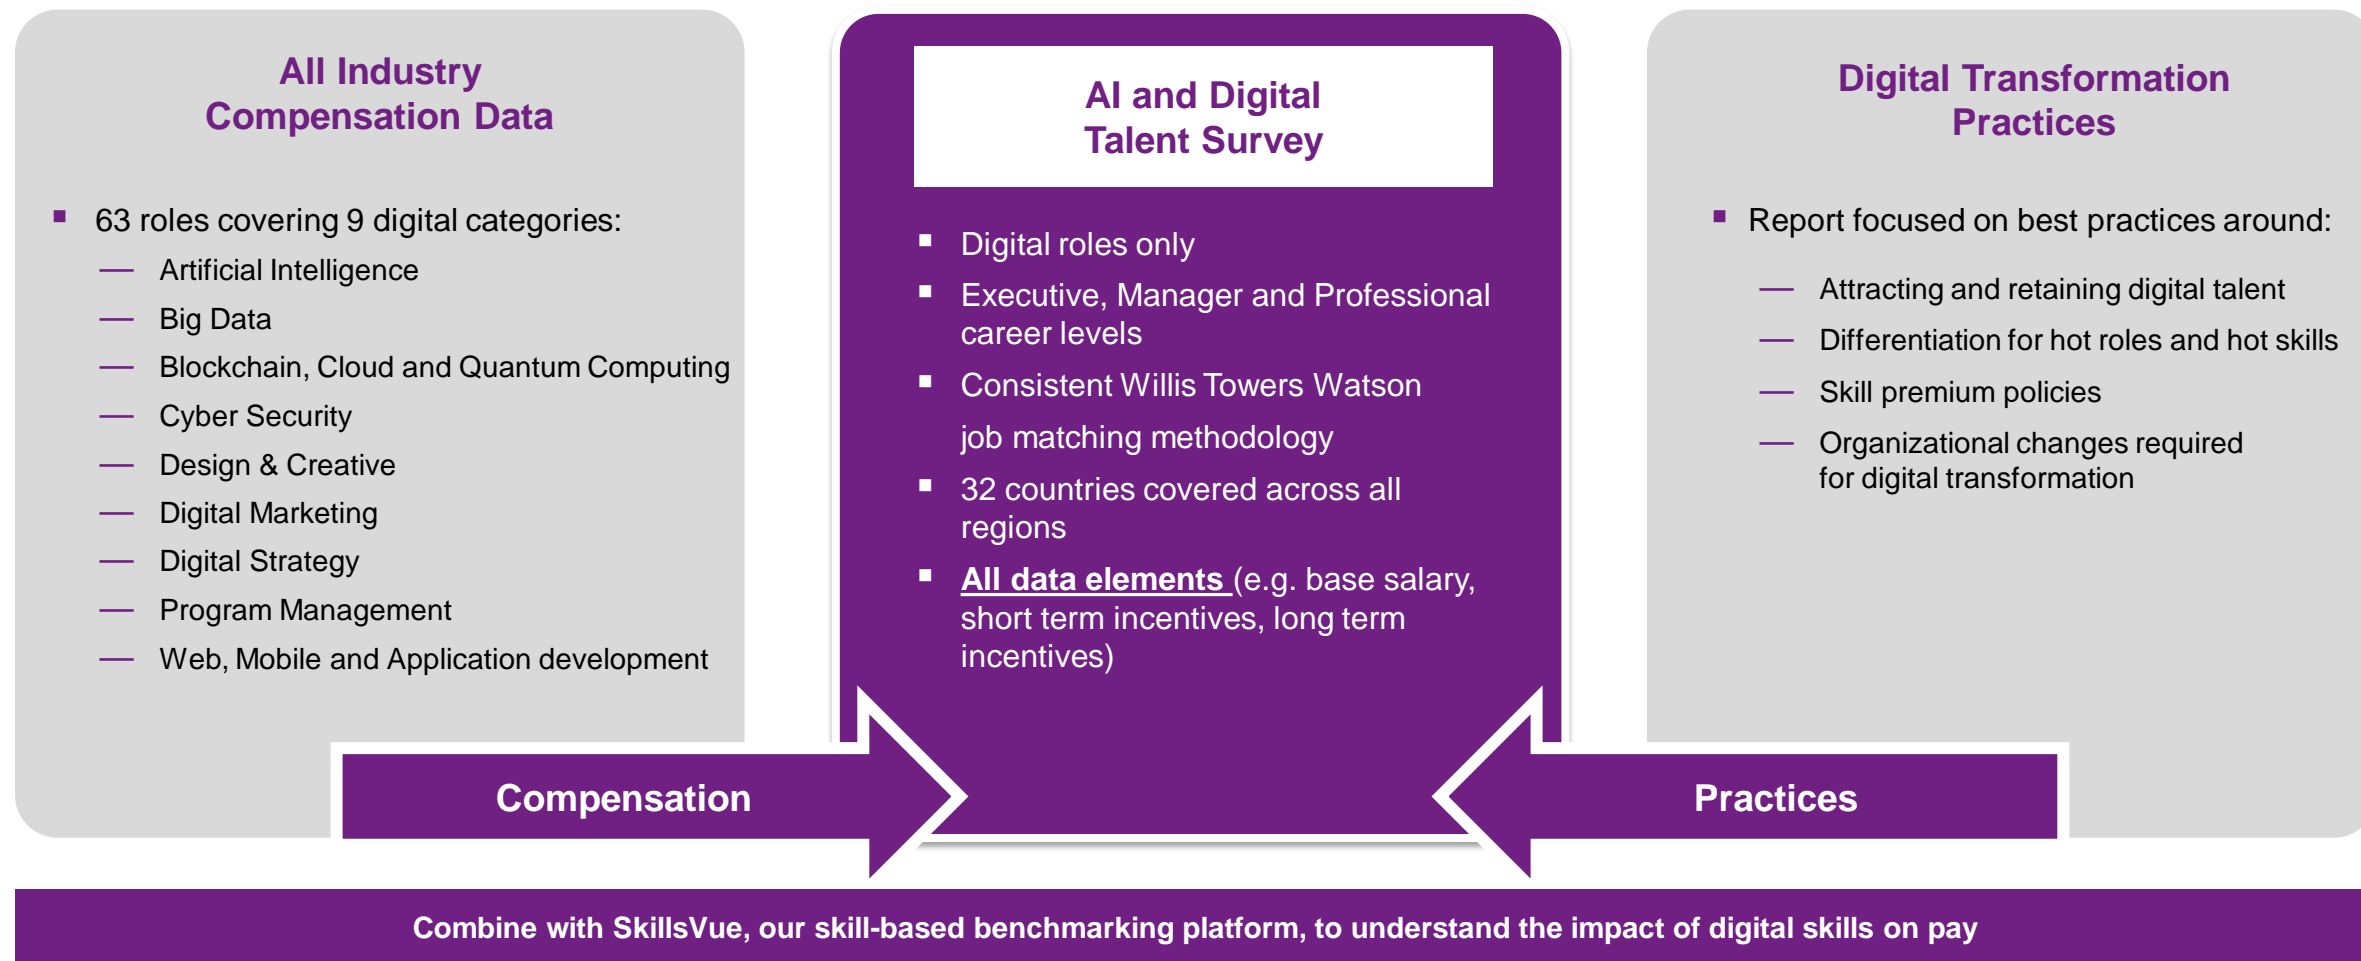 All Industry
Compensation Data
▪ 63 roles covering 9 digital categories:
— Artificial Intelligence
— Big Data
— Blockchain, Cloud and Quantum Computing
— Cyber Security
— Design & Creative
— Digital Marketing
— Digital Strategy
— Program Management
— Web, Mobile and Application development
Compensation
AI and Digital
Talent Survey
▪ Digital roles only
▪ Executive, Manager and Professional
career levels
▪ Consistent Willis Towers Watson
job matching methodology
▪ 32 countries covered across all
regions
▪ All data elements (e.g. base salary,
short term incentives, long term
incentives)
Digital Transformation
Practices
▪ Report focused on best practices around:
— Attracting and retaining digital talent
— Differentiation for hot roles and hot skills
— Skill premium policies
— Organizational changes required
for digital transformation
Practices
Combine with SkillsVue, our skill-based benchmarking platform, to understand the impact of digital skills on pay